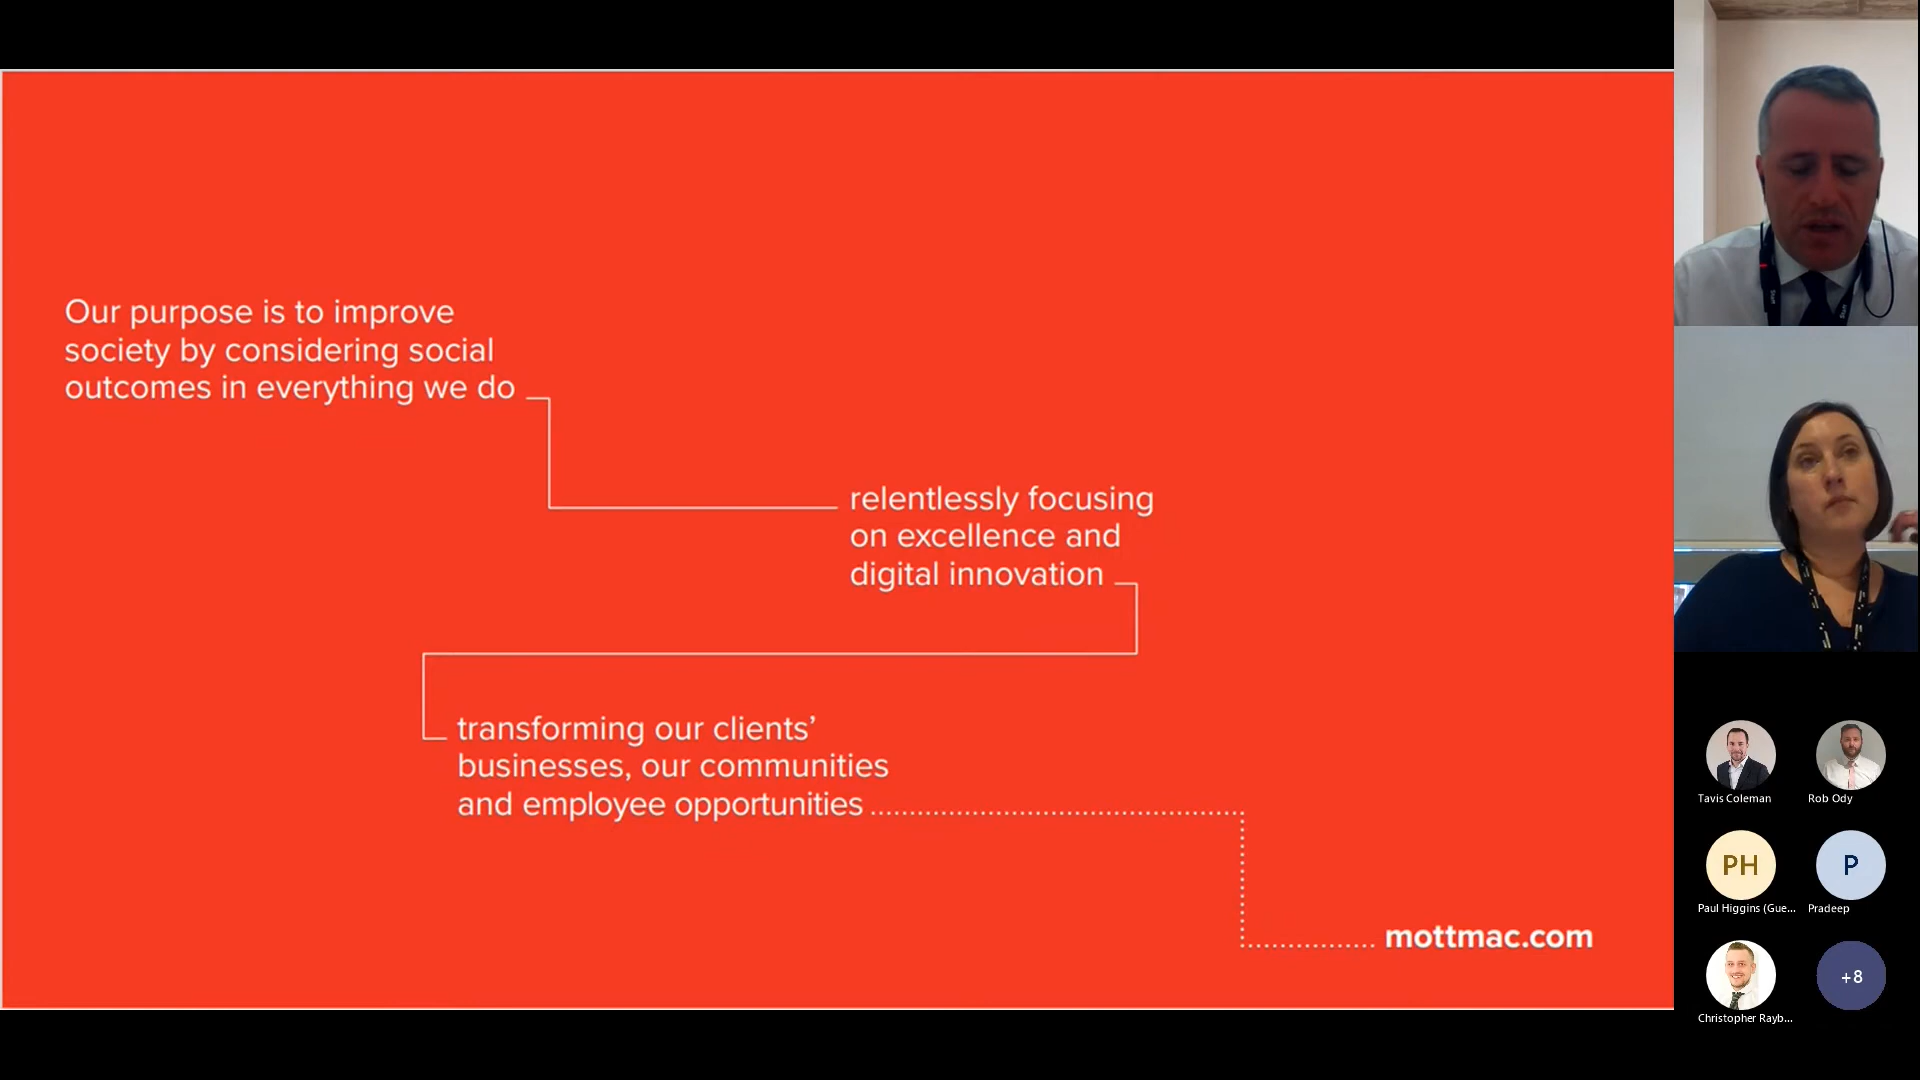 Our purpose is to improve
society by considering social
outcomes in everything we do
relentlessly focusing
on excellence and
digital innovation
transforming our clients’
businesses, our communities
and employee opportunities
mottmac.com
Tavis Coleman
Rob Ody
PH
P
Paul Higgins (Gue...
Pradeep
+8
Christopher Rayb...